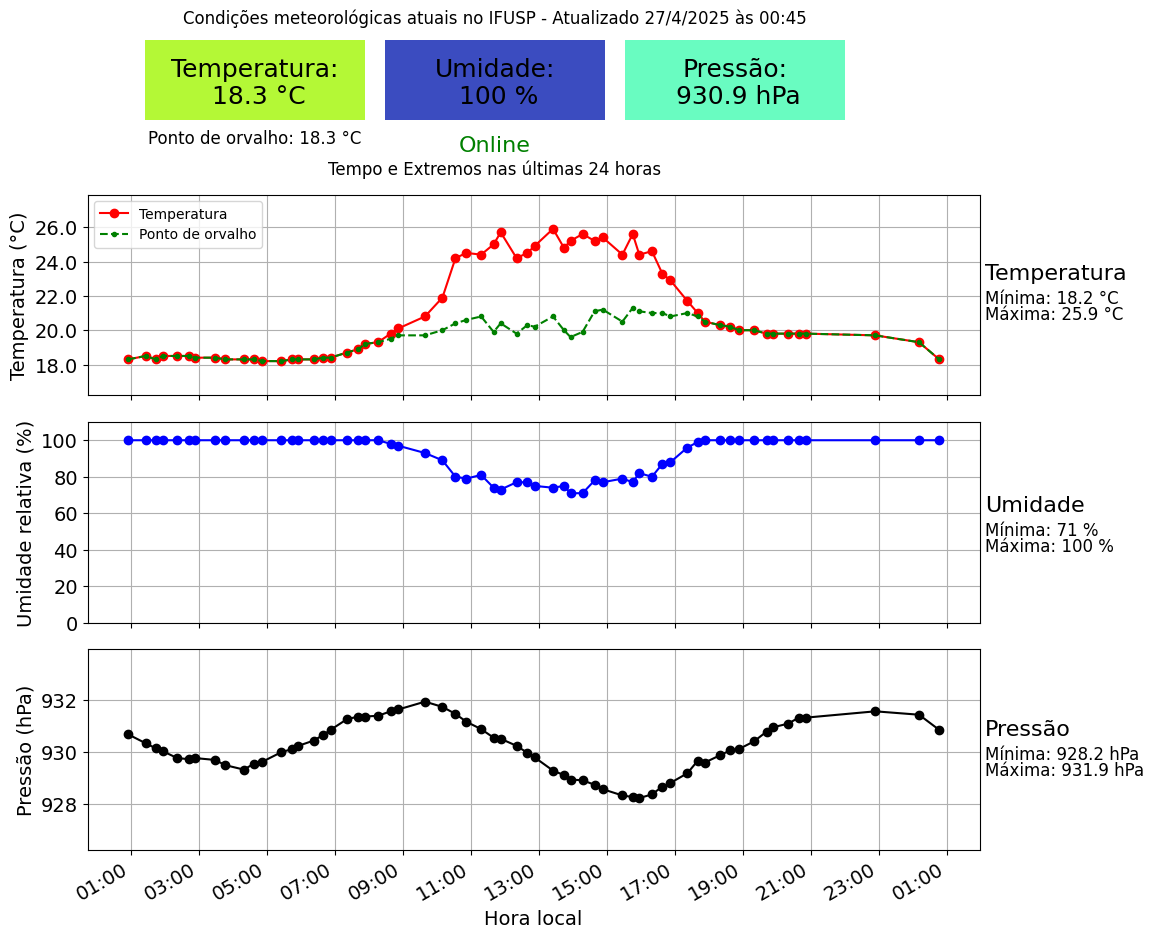 Condições meteorológicas atuais no IFUSP - Atualizado 27/4/2025 às 00:45
Temperatura:
18.3 °C
Umidade:
100 %
Pressão:
930.9 hPa
Ponto de orvalho: 18.3 °C
Online
Tempo e Extremos nas últimas 24 horas
Temperatura (°C)
26.0
24.0
22.0
20.0
18.0
Temperatura
Ponto de orvalho
Temperatura
Mínima: 18.2 °C
Máxima: 25.9 °C
Umidade relativa (%)
100
80
60
40
20
0
Umidade
Mínima: 71 %
Máxima: 100 %
Pressão (hPa)
932
930
928
Pressão
Mínima: 928.2 hPa
Máxima: 931.9 hPa
01:00 03:00 05:00 07:00 09:00 11:00 13:00 15:00 17:00 19:00 21:00 23:00 01:00
Hora local